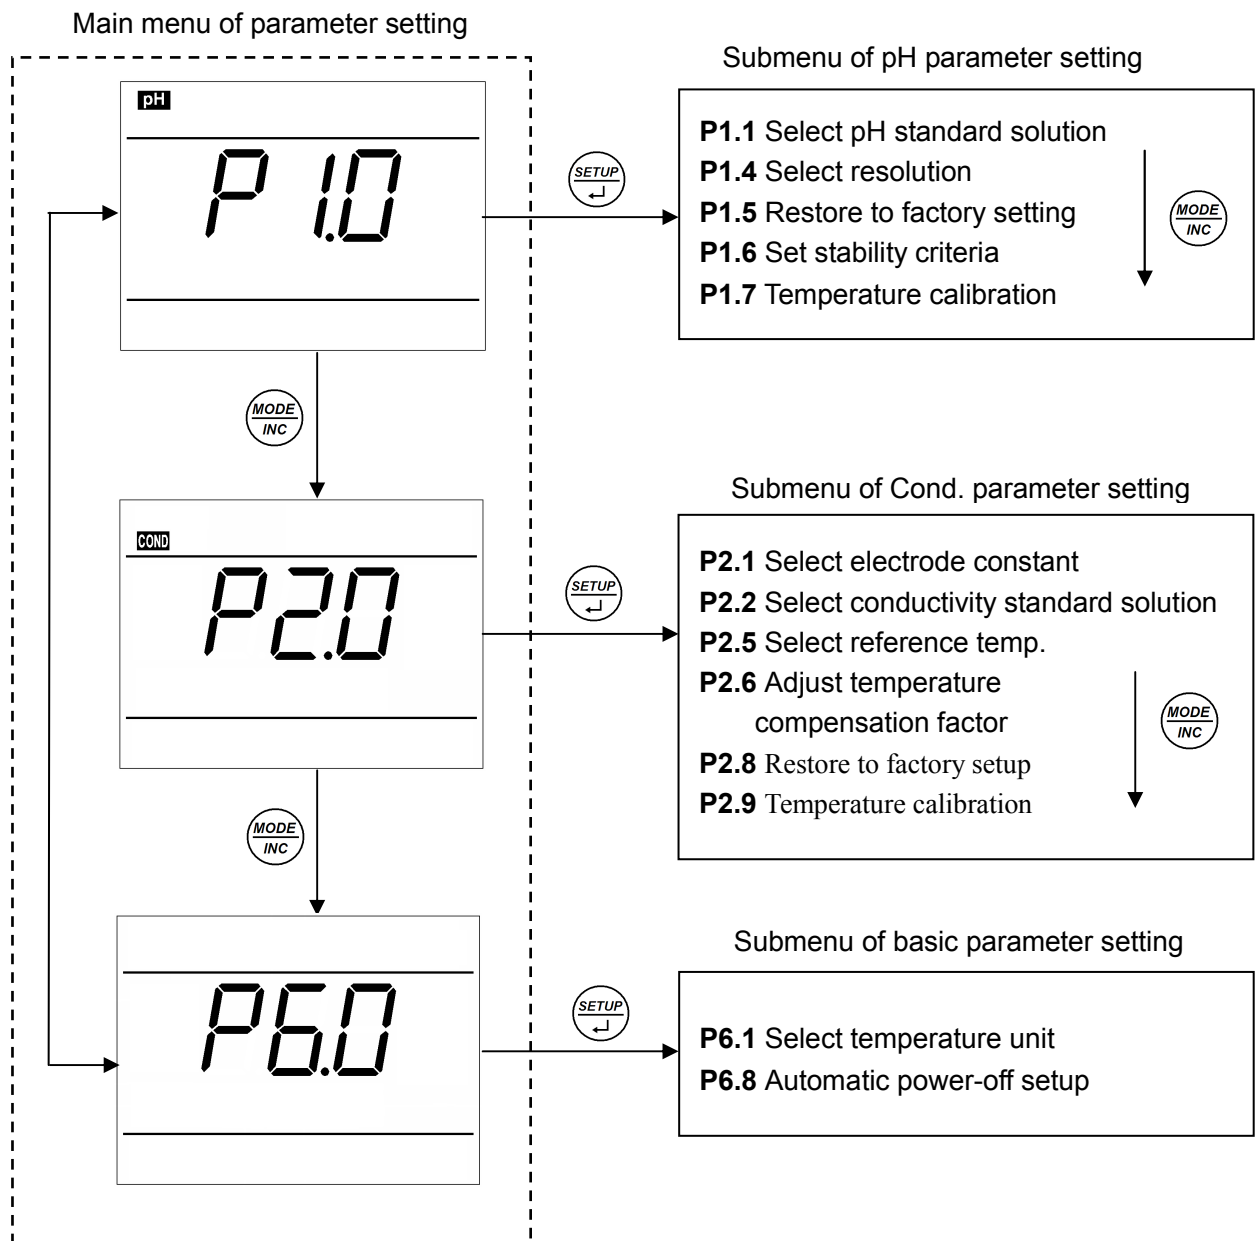 Main menu of parameter setting
Submenu of pH parameter setting
pH
P1.0
SETUP
P1.1 Select pH standard solution
P1.4 Select resolution
P1.5 Restore to factory setting
P1.6 Set stability criteria
P1.7 Temperature calibration
MODE
INC
MODE
INC
Submenu of Cond. parameter setting
COND
P2.0
SETUP
P2.1 Select electrode constant
P2.2 Select conductivity standard solution
P2.5 Select reference temp.
P2.6 Adjust temperature
compensation factor
P2.8 Restore to factory setup
P2.9 Temperature calibration
MODE
INC
MODE
INC
Submenu of basic parameter setting
P6.0
SETUP
P6.1 Select temperature unit
P6.8 Automatic power-off setup